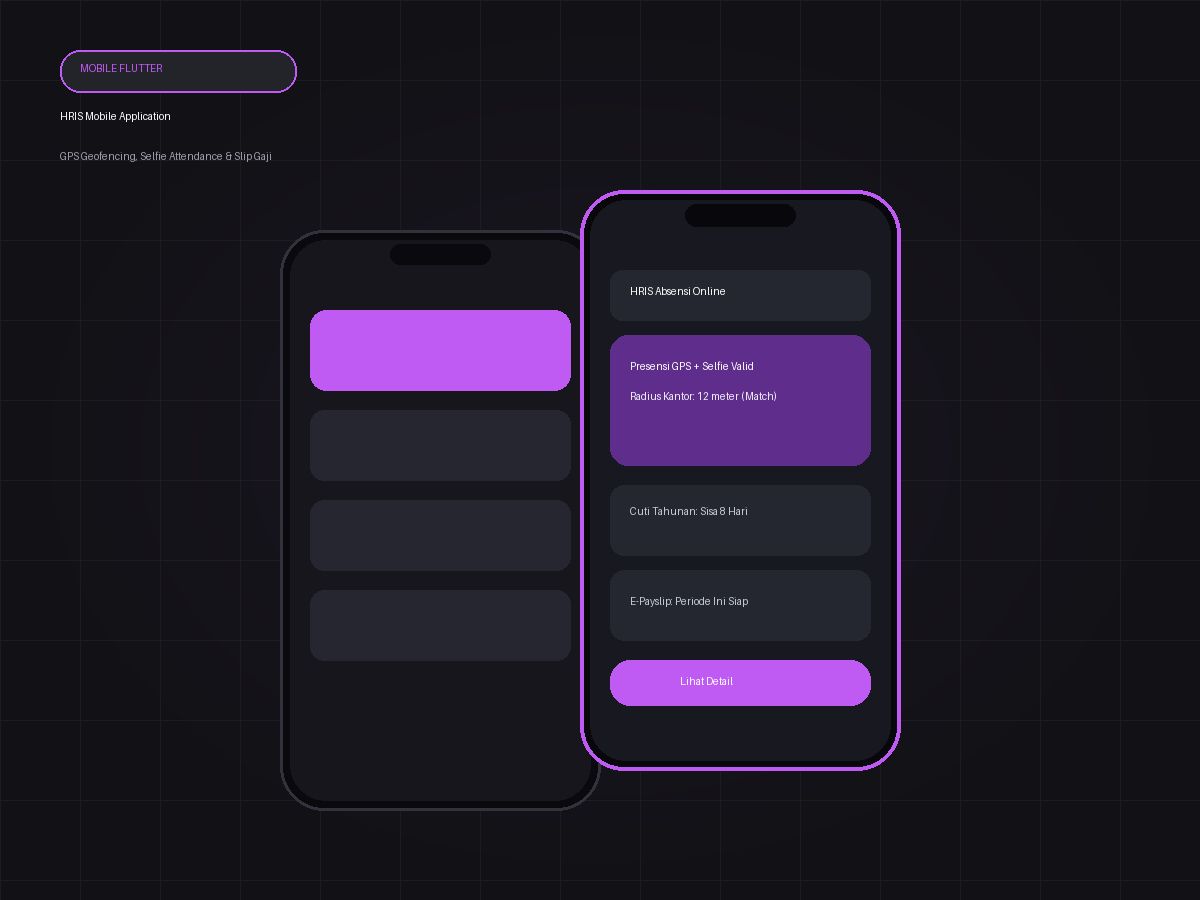 MOBILE FLUTTER
HRIS Mobile Application
GPS Geofencing, Selfie Attendance & Slip Gaji
HRIS Absensi Online
Presensi GPS + Selfie Valid
Radius Kantor: 12 meter (Match)
Cuti Tahunan: Sisa 8 Hari
E-Payslip: Periode Ini Siap
Lihat Detail